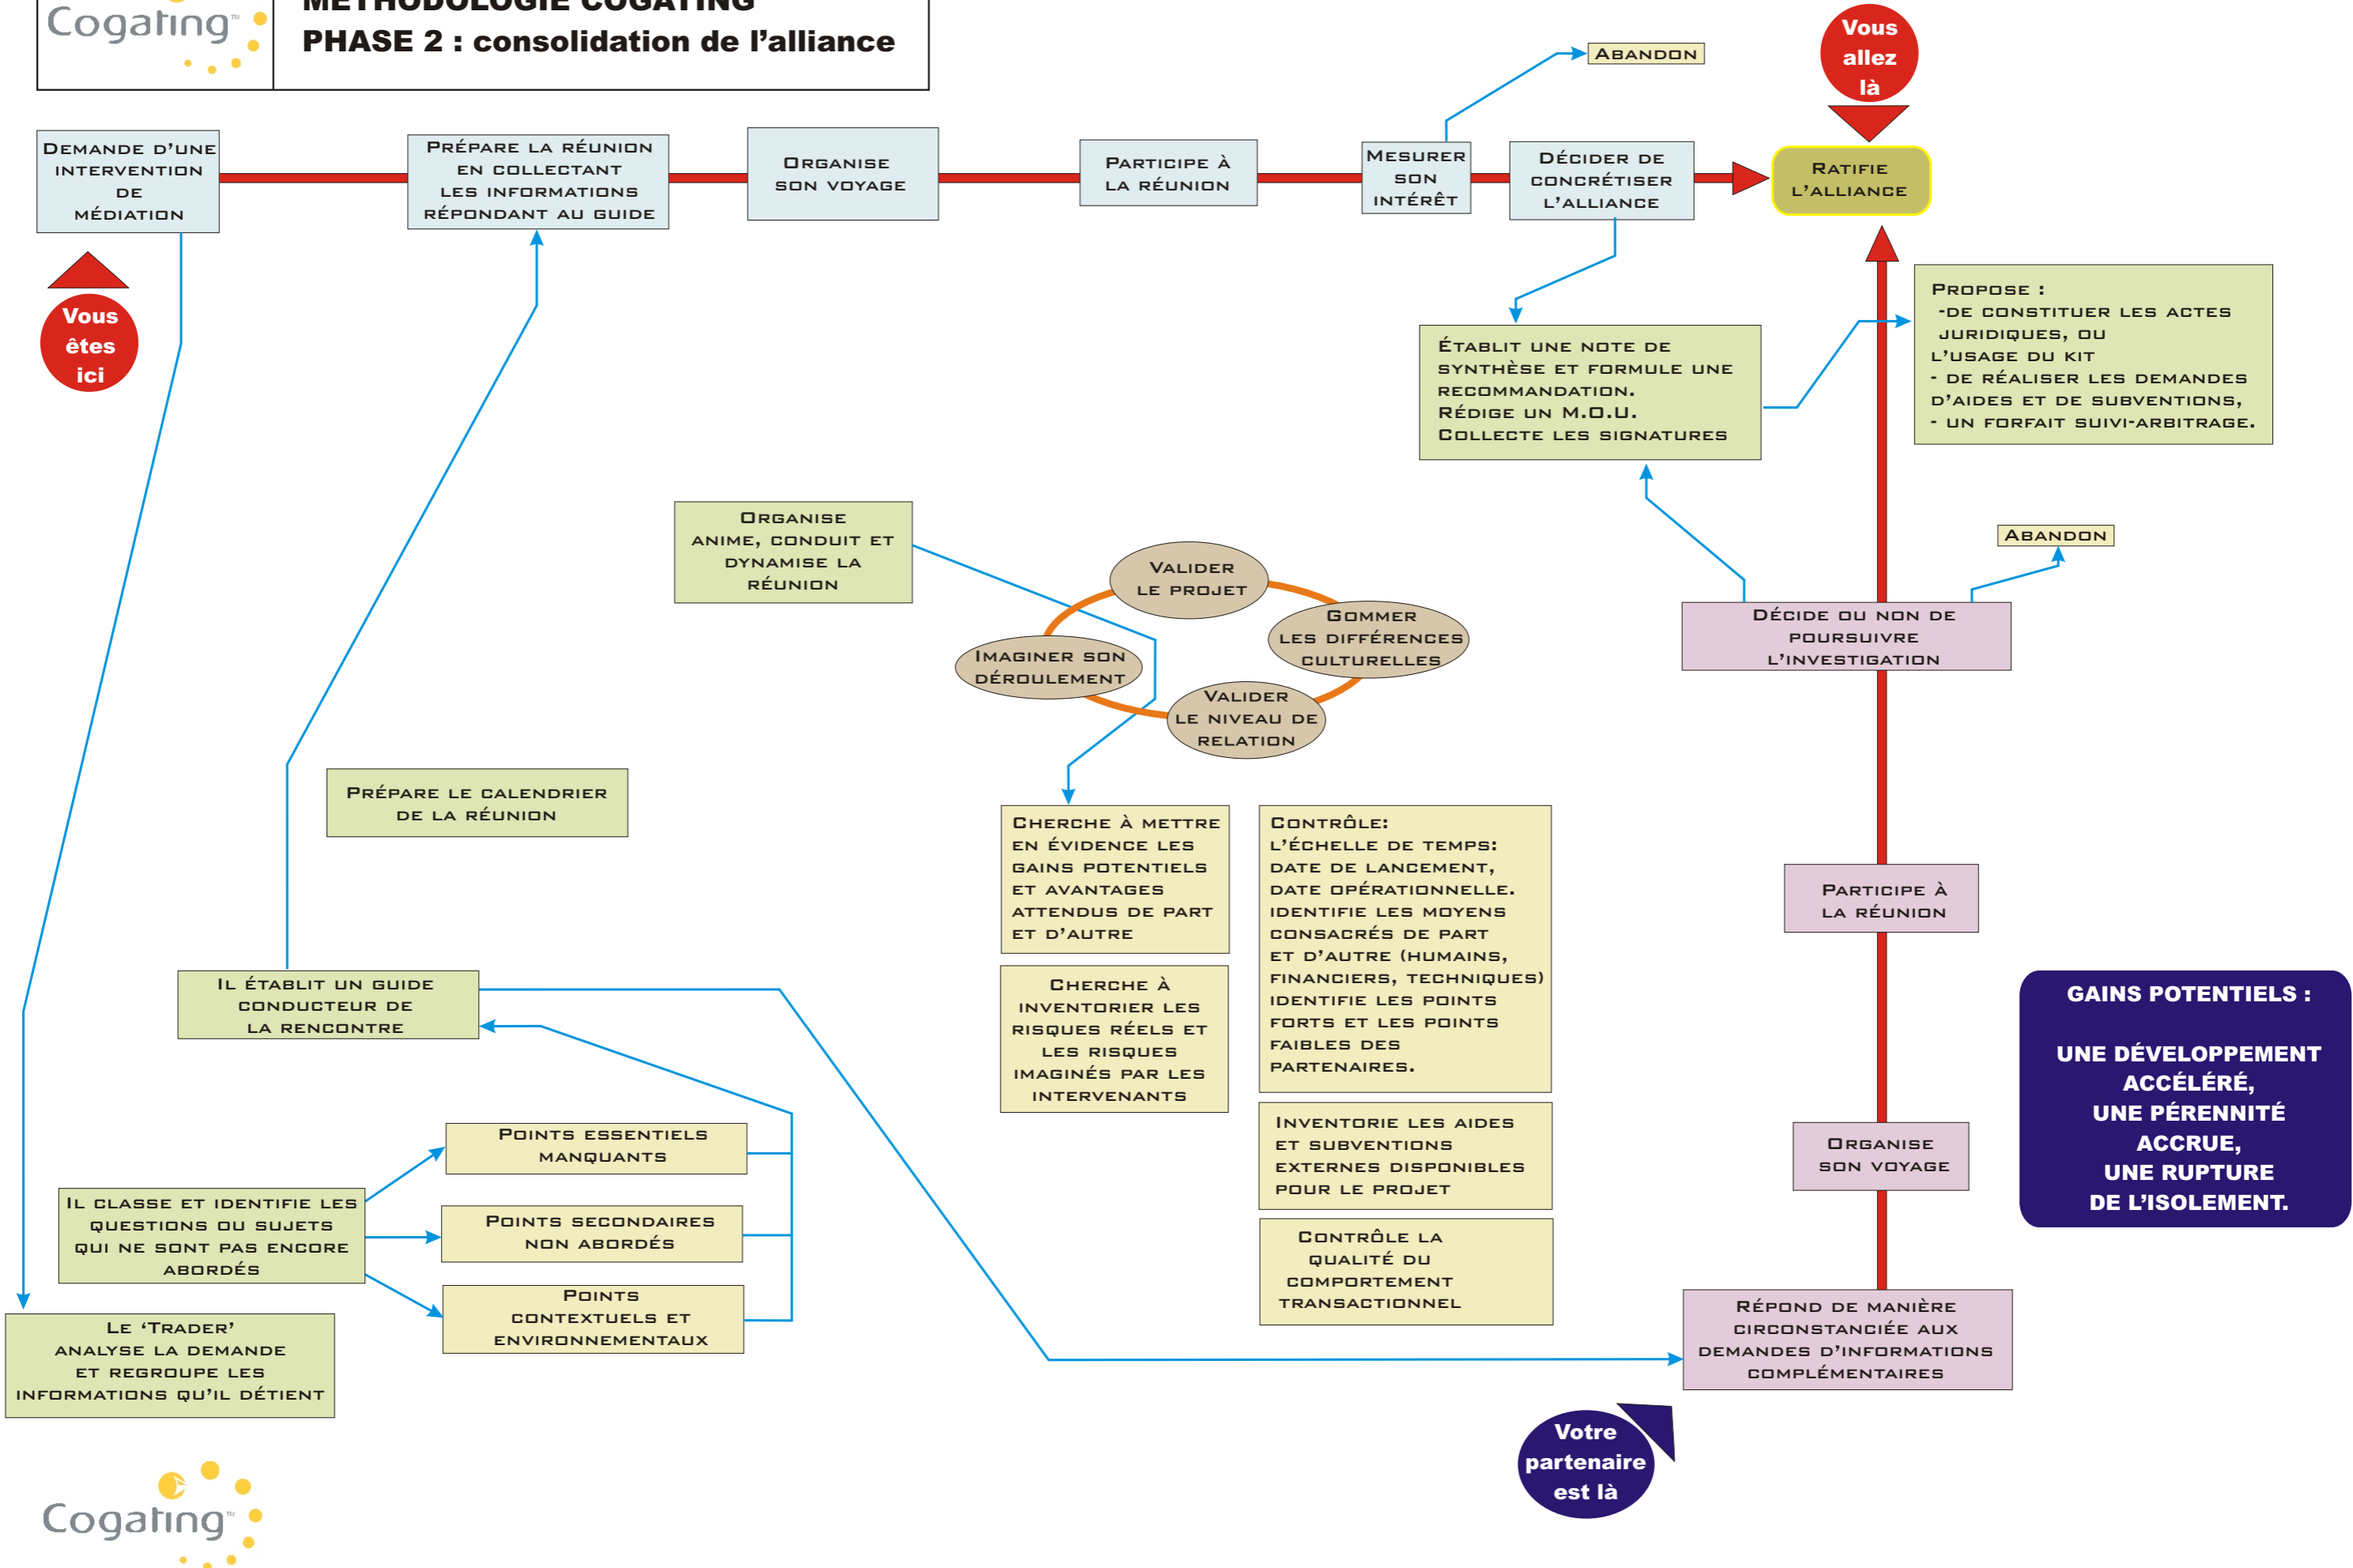 Cogating™
MÉTHODOLOGIE COGATING
PHASE 2 : consolidation de l'alliance
ABANDON
Vous
allez
là
DEMANDE D'UNE
INTERVENTION
DE
MÉDIATION
PRÉPARE LA RÉUNION
EN COLLECTANT
LES INFORMATIONS
RÉPONDANT AU GUIDE
ORGANISE
SON VOYAGE
PARTICIPE À
LA RÉUNION
MESURER
SON
INTÉRÊT
DÉCIDER DE
CONCRÉTISER
L'ALLIANCE
RATIFIE
L'ALLIANCE
Vous
êtes
ici
PROPOSE :
-DE CONSTITUER LES ACTES
JURIDIQUES, OU
L'USAGE DU KIT
- DE RÉALISER LES DEMANDES
D'AIDES ET DE SUBVENTIONS,
- UN FORFAIT SUIVI-ARBITRAGE.
ÉTABLIT UNE NOTE DE
SYNTHÈSE ET FORMULE UNE
RECOMMANDATION.
RÉDIGE UN M.O.U.
COLLECTE LES SIGNATURES
ORGANISE
ANIME, CONDUIT ET
DYNAMISE LA
RÉUNION
VALIDER
LE PROJET
GOMMER
LES DIFFÉRENCES
CULTURELLES
IMAGINER SON
DÉROULEMENT
VALIDER
LE NIVEAU DE
RELATION
ABANDON
DÉCIDE OU NON DE
POURSUIVRE
L'INVESTIGATION
PRÉPARE LE CALENDRIER
DE LA RÉUNION
CHERCHE À METTRE
EN ÉVIDENCE LES
GAINS POTENTIELS
ET AVANTAGES
ATTENDUS DE PART
ET D'AUTRE
CONTRÔLE:
L'ÉCHELLE DE TEMPS:
DATE DE LANCEMENT,
DATE OPÉRATIONNELLE.
IDENTIFIE LES MOYENS
CONSACRÉS DE PART
ET D'AUTRE (HUMAINS,
FINANCIERS, TECHNIQUES)
IDENTIFIE LES POINTS
FORTS ET LES POINTS
FAIBLES DES
PARTENAIRES.
PARTICIPE À
LA RÉUNION
IL ÉTABLIT UN GUIDE
CONDUCTEUR DE
LA RENCONTRE
CHERCHE À
INVENTORIER LES
RISQUES RÉELS ET
LES RISQUES
IMAGINÉS PAR LES
INTERVENANTS
GAINS POTENTIELS :
UNE DÉVELOPPEMENT
ACCÉLÉRÉ,
UNE PÉRENNITÉ
ACCRUE,
UNE RUPTURE
DE L'ISOLEMENT.
POINTS ESSENTIELS
MANQUANTS
INVENTORIE LES AIDES
ET SUBVENTIONS
EXTERNES DISPONIBLES
POUR LE PROJET
ORGANISE
SON VOYAGE
IL CLASSE ET IDENTIFIE LES
QUESTIONS OU SUJETS
QUI NE SONT PAS ENCORE
ABORDÉS
POINTS SECONDAIRES
NON ABORDÉS
CONTRÔLE LA
QUALITÉ DU
COMPORTEMENT
TRANSACTIONNEL
POINTS
CONTEXTUELS ET
ENVIRONNEMENTAUX
LE 'TRADER'
ANALYSE LA DEMANDE
ET REGROUPE LES
INFORMATIONS QU'IL DÉTIENT
RÉPOND DE MANIÈRE
CIRCONSTANCIÉE AUX
DEMANDES D'INFORMATIONS
COMPLÉMENTAIRES
Votre
partenaire
est là
Cogating™